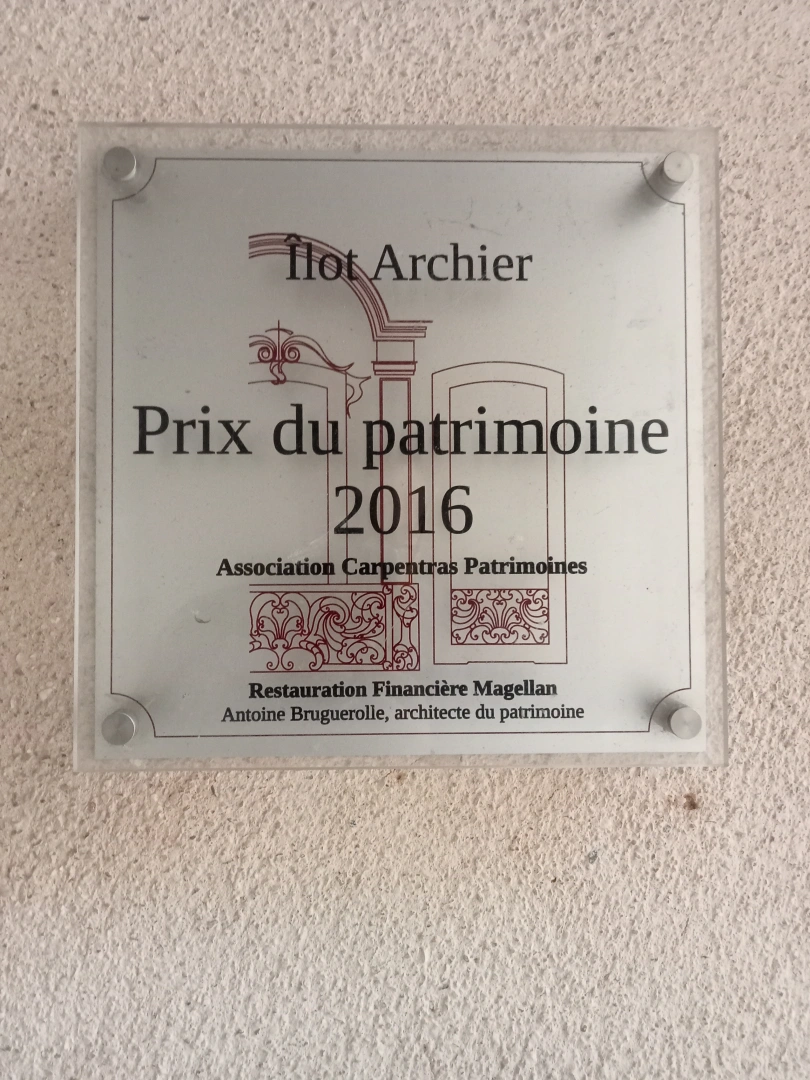 Îlot Archier
Prix du patrimoine
2016
Association Carpentras Patrimoines
Restauration Financière Magellan
Antoine Bruguerolle, architecte du patrimoine